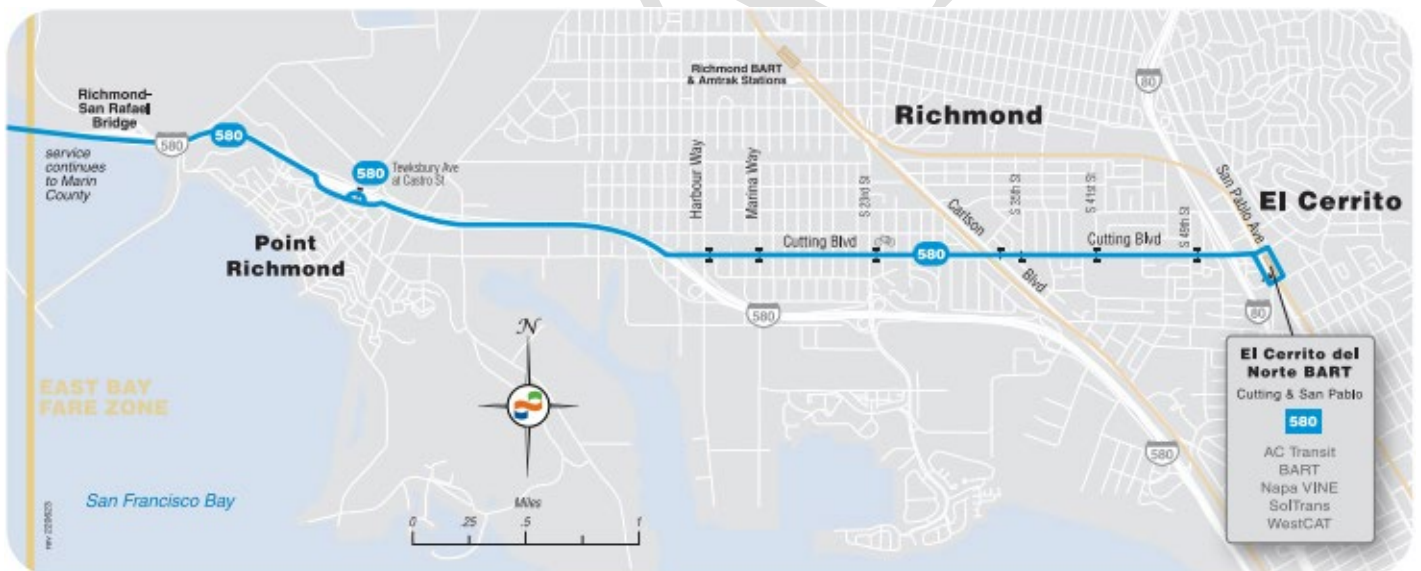 Richmond BART
& Amtrak Stations
80
Richmond-
San Rafael
Bridge
Richmond
580
580
service
continues
to Marin
County
580
Tewksbury Ave
at Castro St
Harbour Way
Marina Way
S 23rd St
Carlson
Blvd
S 35th St
S 41st St
S 49th St
San Pablo Ave
El Cerrito
Point
Richmond
Cutting Blvd
580
Cutting Blvd
580
80
N
El Cerrito del
Norte BART
Cutting & San Pablo
580
AC Transit
BART
Napa VINE
SolTrans
WestCAT
EAST BAY
FARE ZONE
580
San Francisco Bay
Miles
0 .25 .5 1